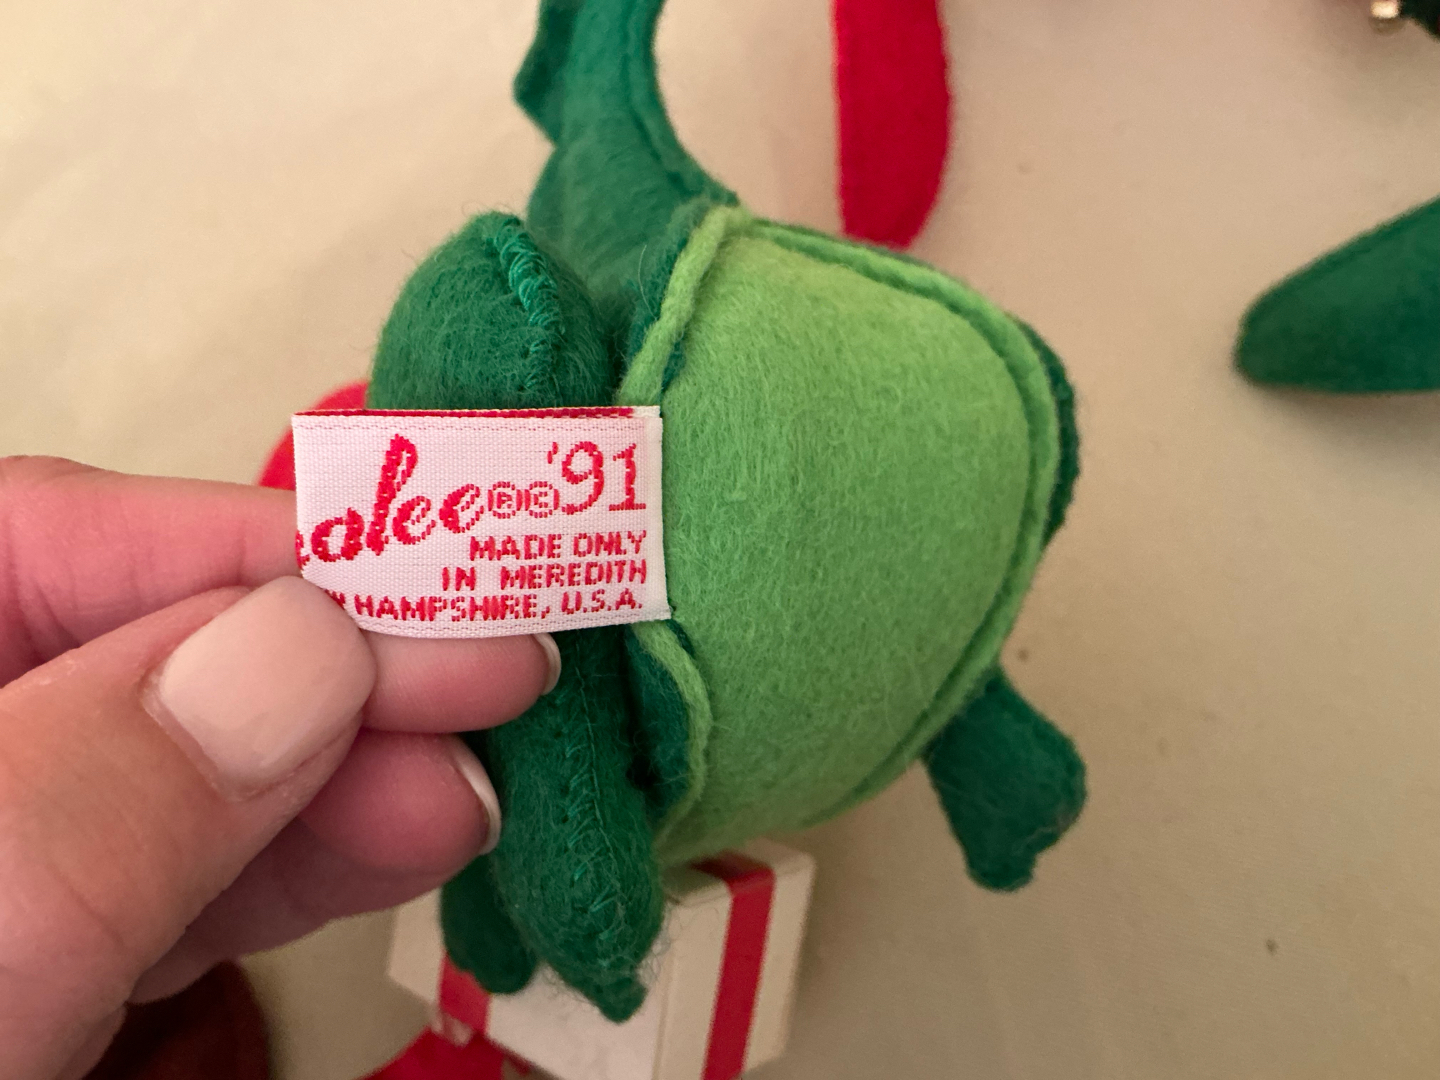 alee®©'91
MADE ONLY
IN MEREDITH
HAMPSHIRE, U.S.A.